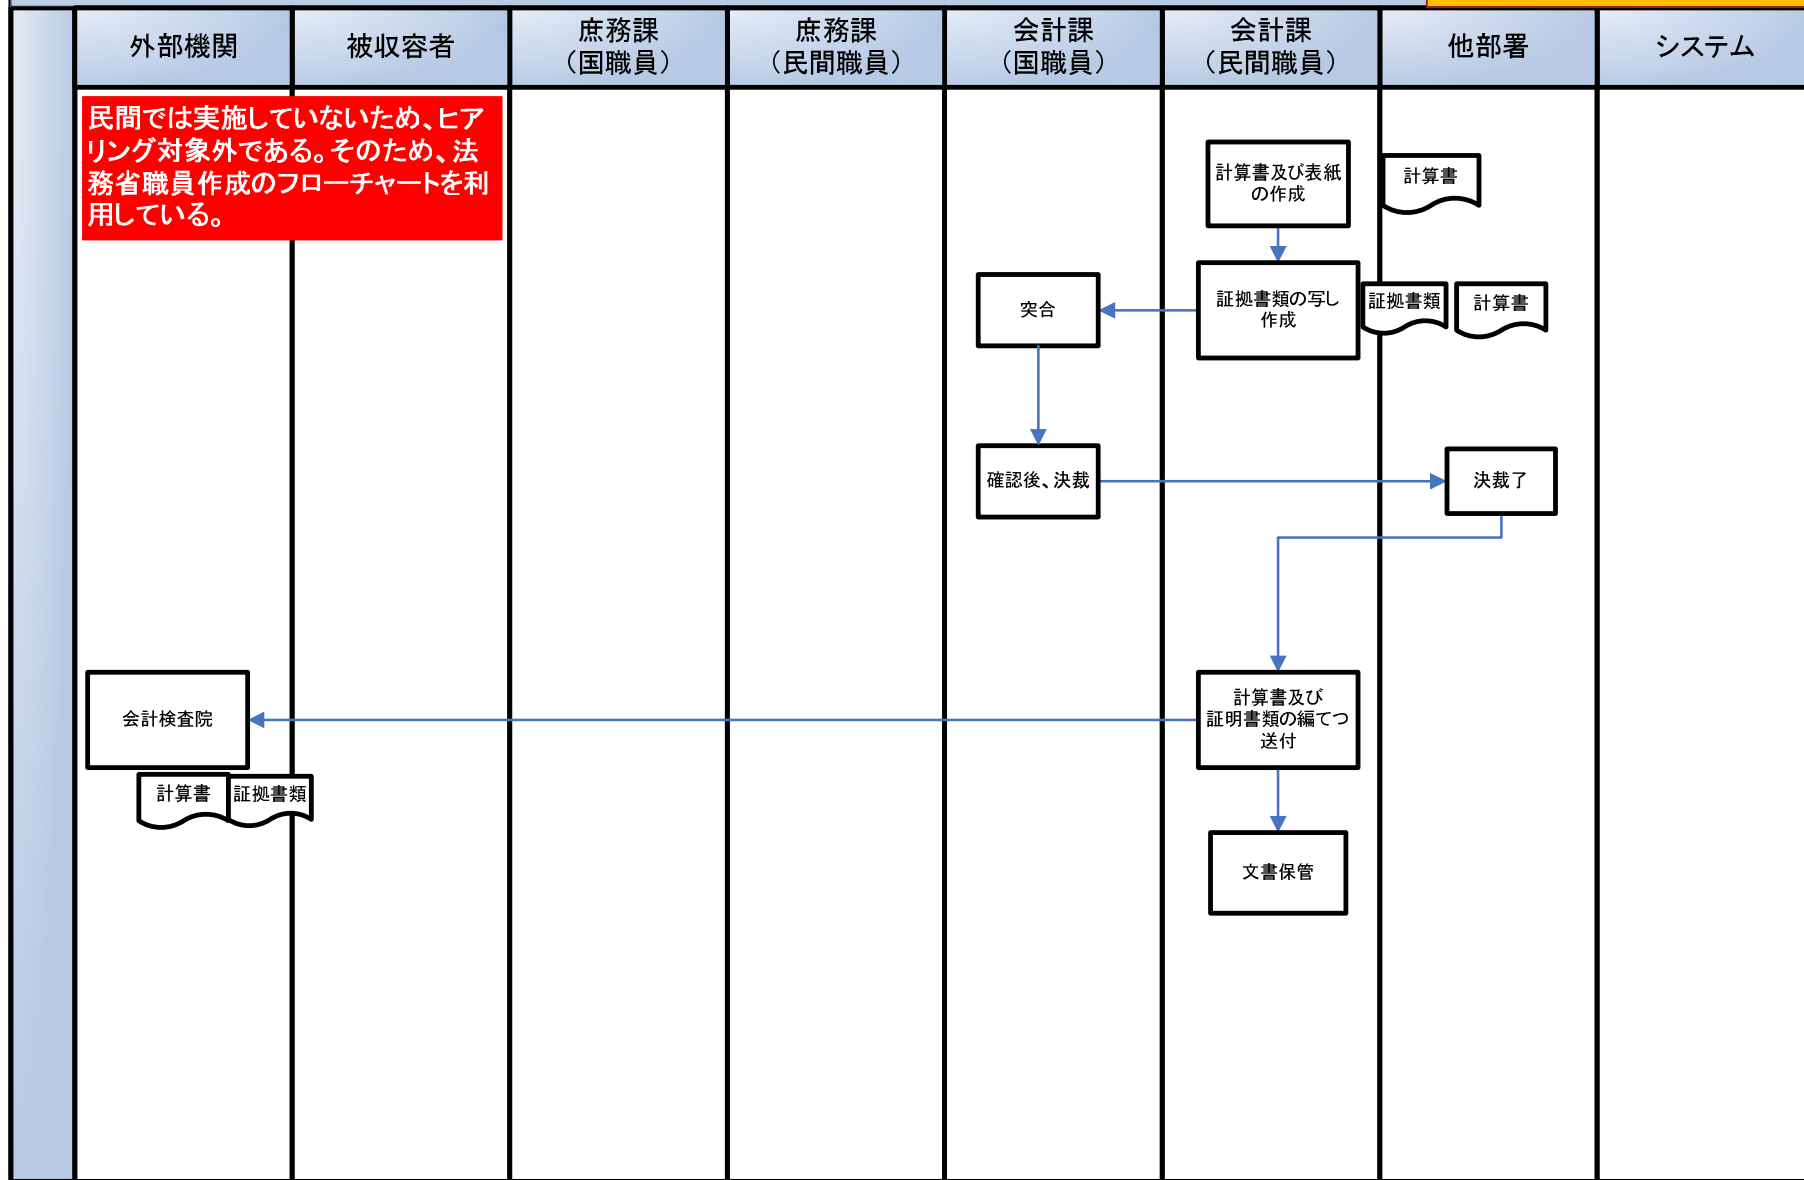 外部機関
被収容者
庶務課
（国職員）
庶務課
（民間職員）
会計課
（国職員）
会計課
（民間職員）
他部署
システム
民間では実施していないため、ヒア
リング対象外である。そのため、法
務省職員作成のフローチャートを利
用している。
計算書及び表紙
の作成
計算書
突合
証拠書類の写し
作成
証拠書類
計算書
確認後、決裁
決裁了
会計検査院
計算書及び
証明書類の編てつ
送付
計算書
証拠書類
文書保管